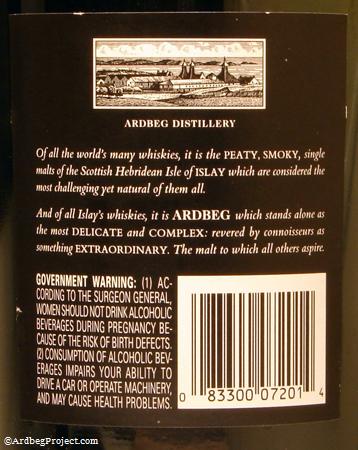 ARDBEG DISTILLERY
Of all the world's many whiskies, it is the PEATY, SMOKY, single
malts of the Scottish Hebridean Isle of ISLAY which are considered the
most challenging yet natural of them all.
And of all Islay's whiskies, it is ARDBEG which stands alone as
the most DELICATE and COMPLEX: revered by connoisseurs as
something EXTRAORDINARY. The malt to which all others aspire.
GOVERNMENT WARNING: (1) AC-
CORDING TO THE SURGEON GENERAL,
WOMEN SHOULD NOT DRINK ALCOHOLIC
BEVERAGES DURING PREGNANCY BE-
CAUSE OF THE RISK OF BIRTH DEFECTS.
(2) CONSUMPTION OF ALCOHOLIC BEV-
ERAGES IMPAIRS YOUR ABILITY TO
DRIVE A CAR OR OPERATE MACHINERY,
AND MAY CAUSE HEALTH PROBLEMS.
0 83300 07201 4
©ArdbegProject.com